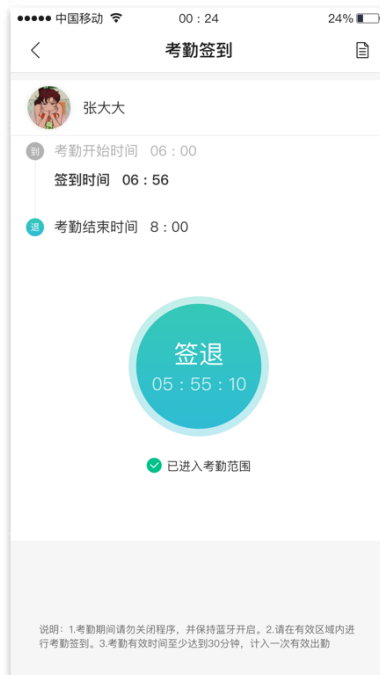 中国移动 00 : 24 24%
考勤签到
张大大
到 考勤开始时间 06 : 00
签到时间 06 : 56
退 考勤结束时间 8 : 00
签退
05 : 55 : 10
已进入考勤范围
说明：1.考勤期间请勿关闭程序，并保持蓝牙开启。2.请在有效区域内进
行考勤签到。3.考勤有效时间至少达到30分钟，计入一次有效出勤